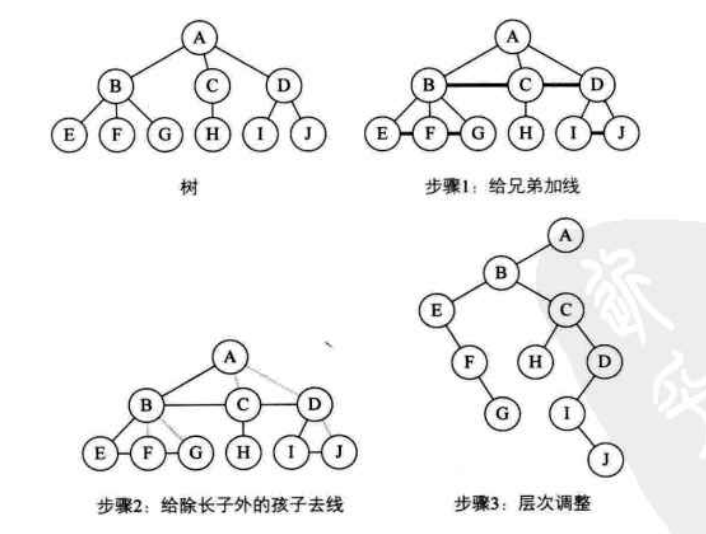 A A
B C D B C D
E F G H I J E F G H I J
树 步骤1：给兄弟加线
A
B
E C
A
F H D
B C D
G I
E F G H I J J
步骤2：给除长子外的孩子去线 步骤3：层次调整